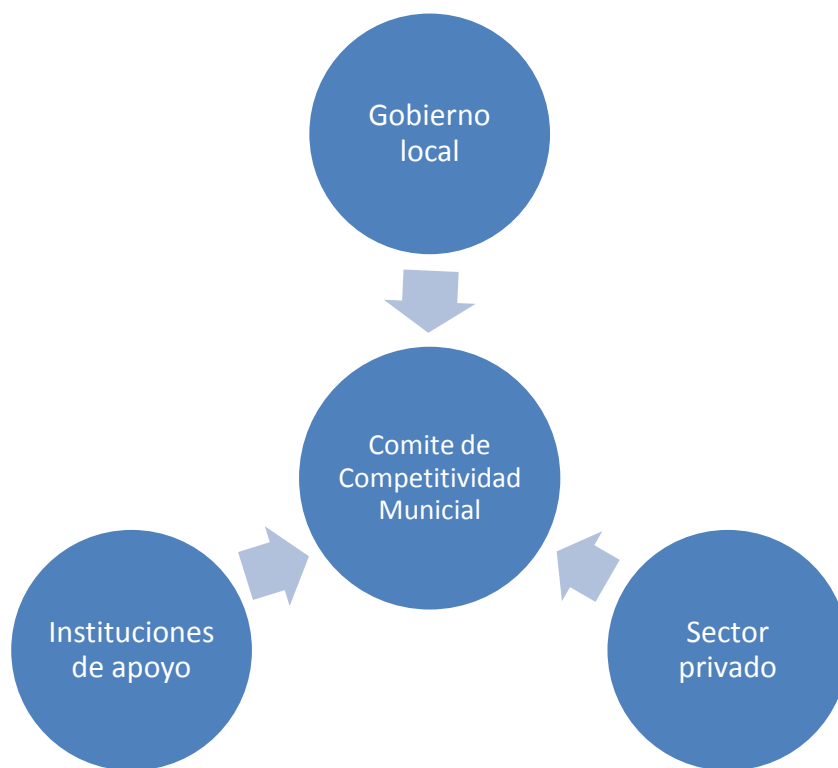 Gobierno
local
Comite de
Competitividad
Municial
Instituciones
de apoyo
Sector
privado